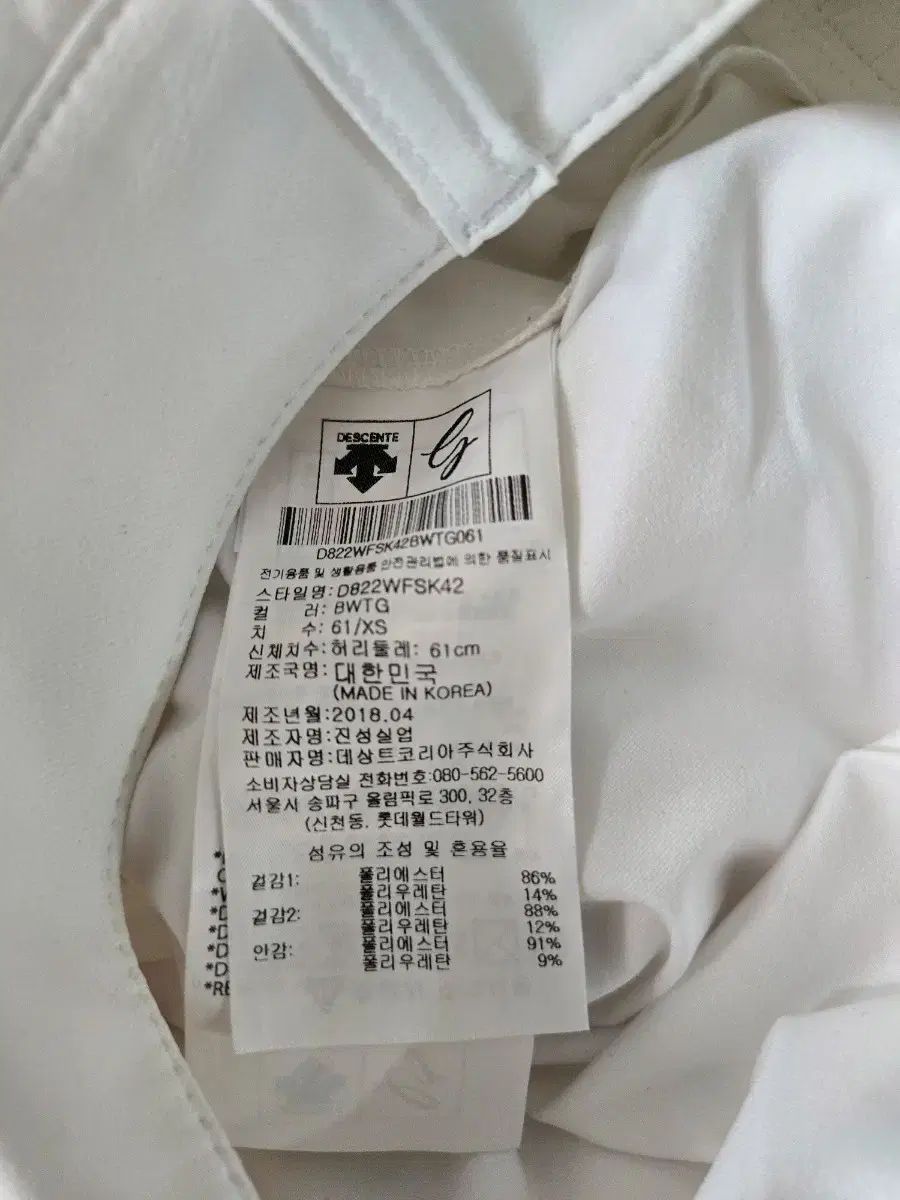 DESCENTE
D822WFSK42BWTG061
전기용품 및 생활용품 안전관리법에 의한 품질표시
스타일명: D822WFSK42
컬 러: BWTG
치 수: 61/XS
신체치수: 허리둘레: 61cm
제조국명: 대한민국
(MADE IN KOREA)
제조년월: 2018.04
제조자명: 진성실업
판매자명: 데상트코리아주식회사
소비자상담실 전화번호: 080-562-5600
서울시 송파구 올림픽로 300, 32층
(신천동, 롯데월드타워)
섬유의 조성 및 혼용율
겉감1: 폴리에스터 86%
폴리우레탄 14%
겉감2: 폴리에스터 88%
폴리우레탄 12%
안감: 폴리에스터 91%
폴리우레탄 9%